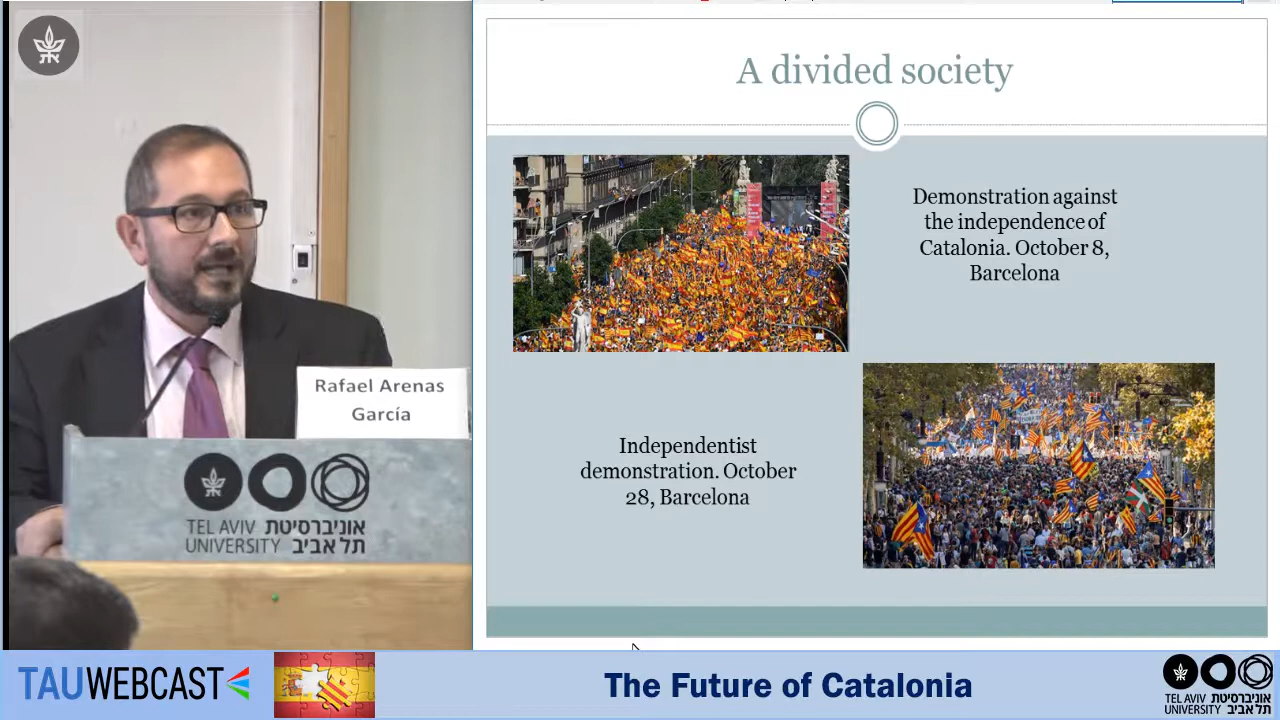 A divided society
Demonstration against
the independence of
Catalonia. October 8,
Barcelona
Independentist
demonstration. October
28, Barcelona
Rafael Arenas
García
TEL AVIV אוניברסיטת
UNIVERSITY תל אביב
TAUWEBCAST
The Future of Catalonia
TEL AVIV אוניברסיטת
UNIVERSITY תל אביב